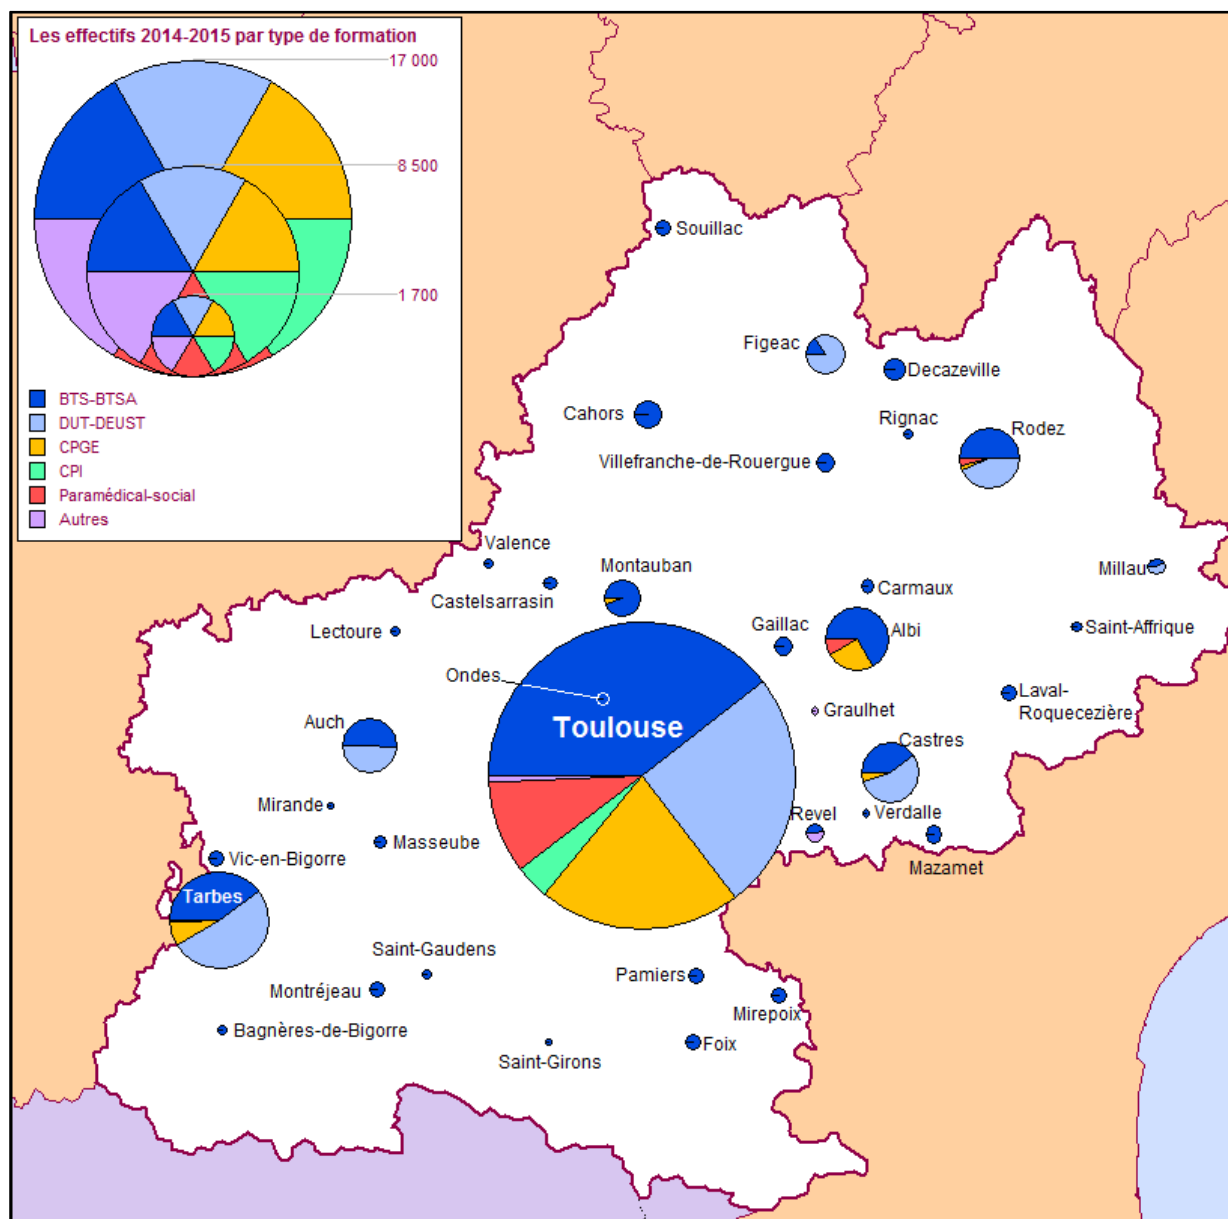 Les effectifs 2014-2015 par type de formation
17 000
8 500
1 700
BTS-BTSA
DUT-DEUST
CPGE
CPI
Paramédical-social
Autres
Souillac
Figeac
Decazeville
Cahors
Rignac
Rodez
Villefranche-de-Rouergue
Valence
Montauban
Millau
Castelsarrasin
Carmaux
Lectoure
Gaillac
Albi
Saint-Affrique
Ondes
Laval-
Roquecezière
Graulhet
Auch
Toulouse
Castres
Mirande
Revel
Verdalle
Masseube
Vic-en-Bigorre
Mazamet
Tarbes
Saint-Gaudens
Pamiers
Montréjeau
Mirepoix
Bagnères-de-Bigorre
Foix
Saint-Girons